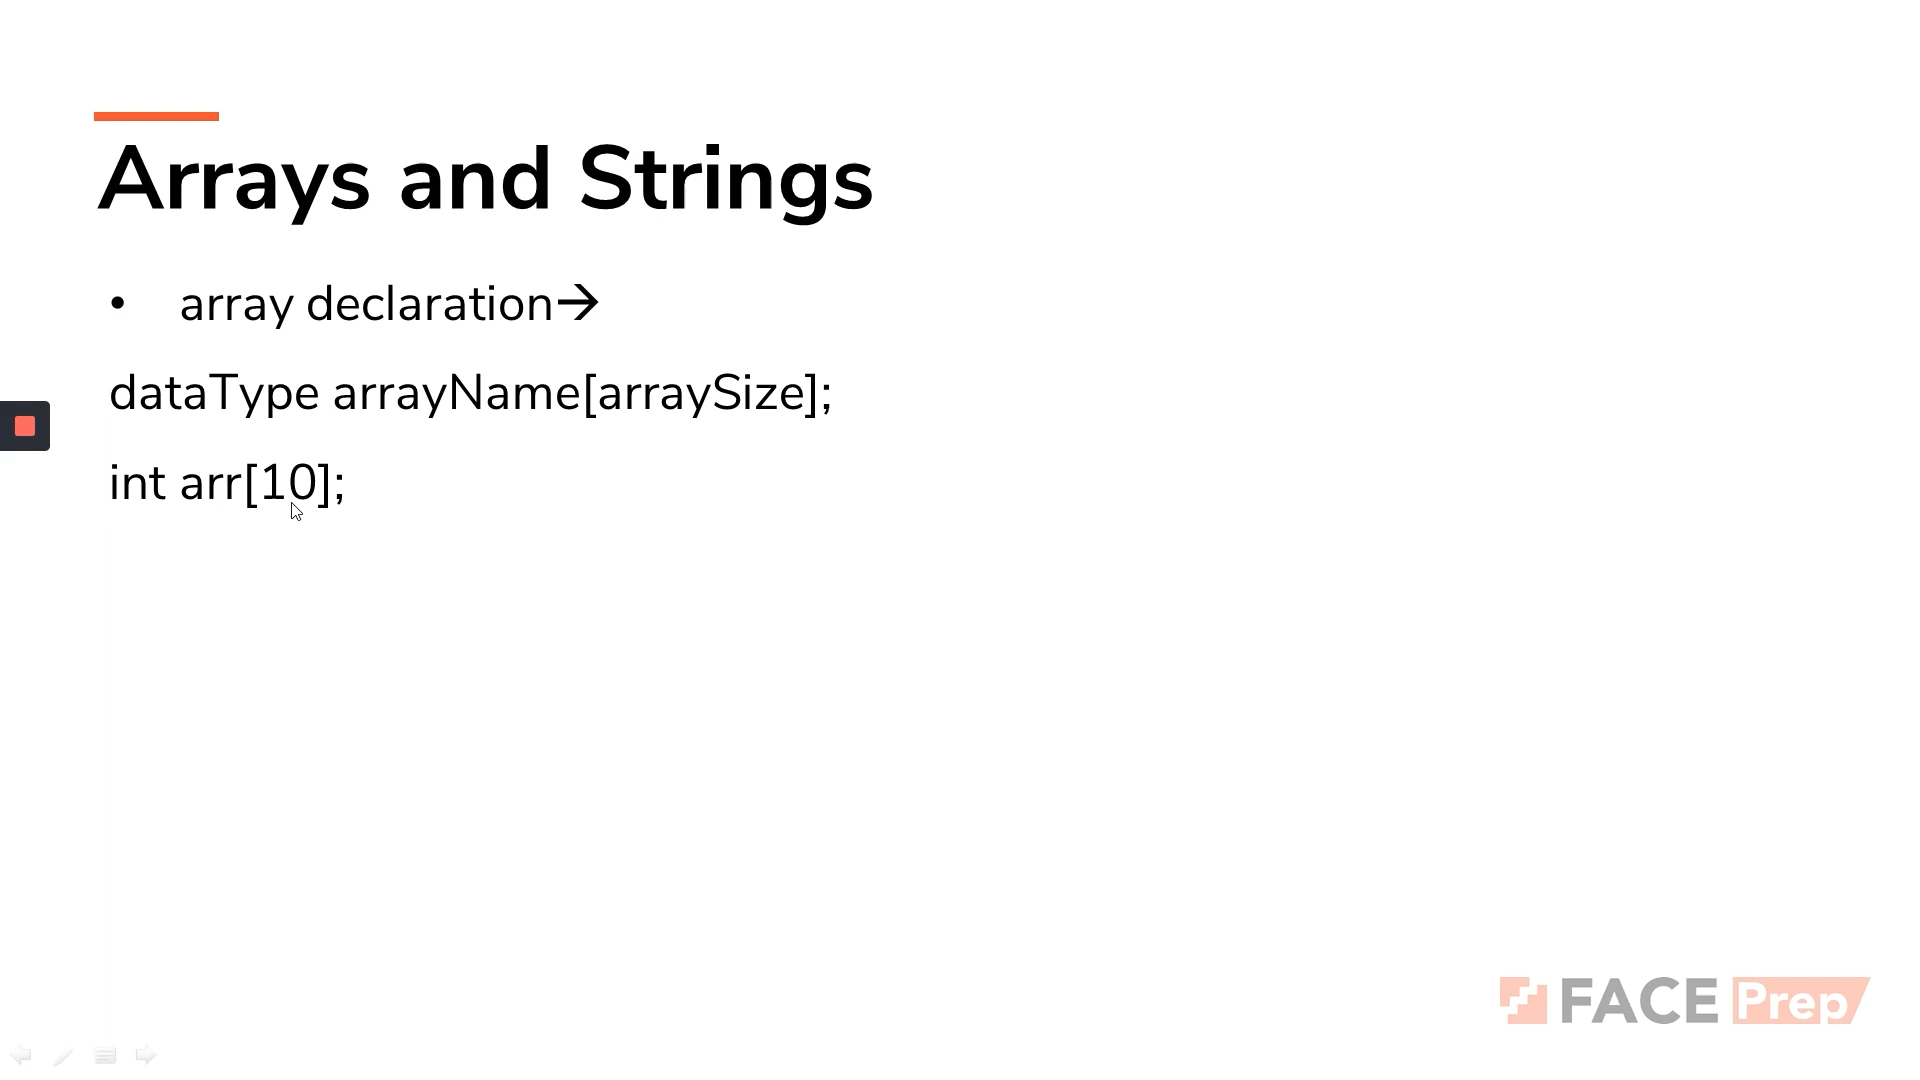 Arrays and Strings
• array declaration→
dataType arrayName[arraySize];
int arr[10];
FACE Prep